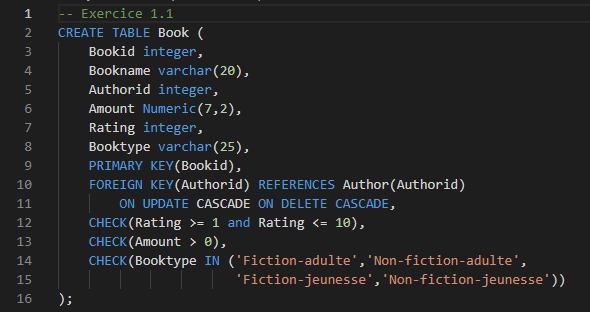 1 -- Exercice 1.1
2 CREATE TABLE Book (
3 Bookid integer,
4 Bookname varchar(20),
5 Authorid integer,
6 Amount Numeric(7,2),
7 Rating integer,
8 Booktype varchar(25),
9 PRIMARY KEY(Bookid),
10 FOREIGN KEY(Authorid) REFERENCES Author(Authorid)
11 ON UPDATE CASCADE ON DELETE CASCADE,
12 CHECK(Rating >= 1 and Rating <= 10),
13 CHECK(Amount > 0),
14 CHECK(Booktype IN ('Fiction-adulte','Non-fiction-adulte',
15 'Fiction-jeunesse','Non-fiction-jeunesse'))
16 );